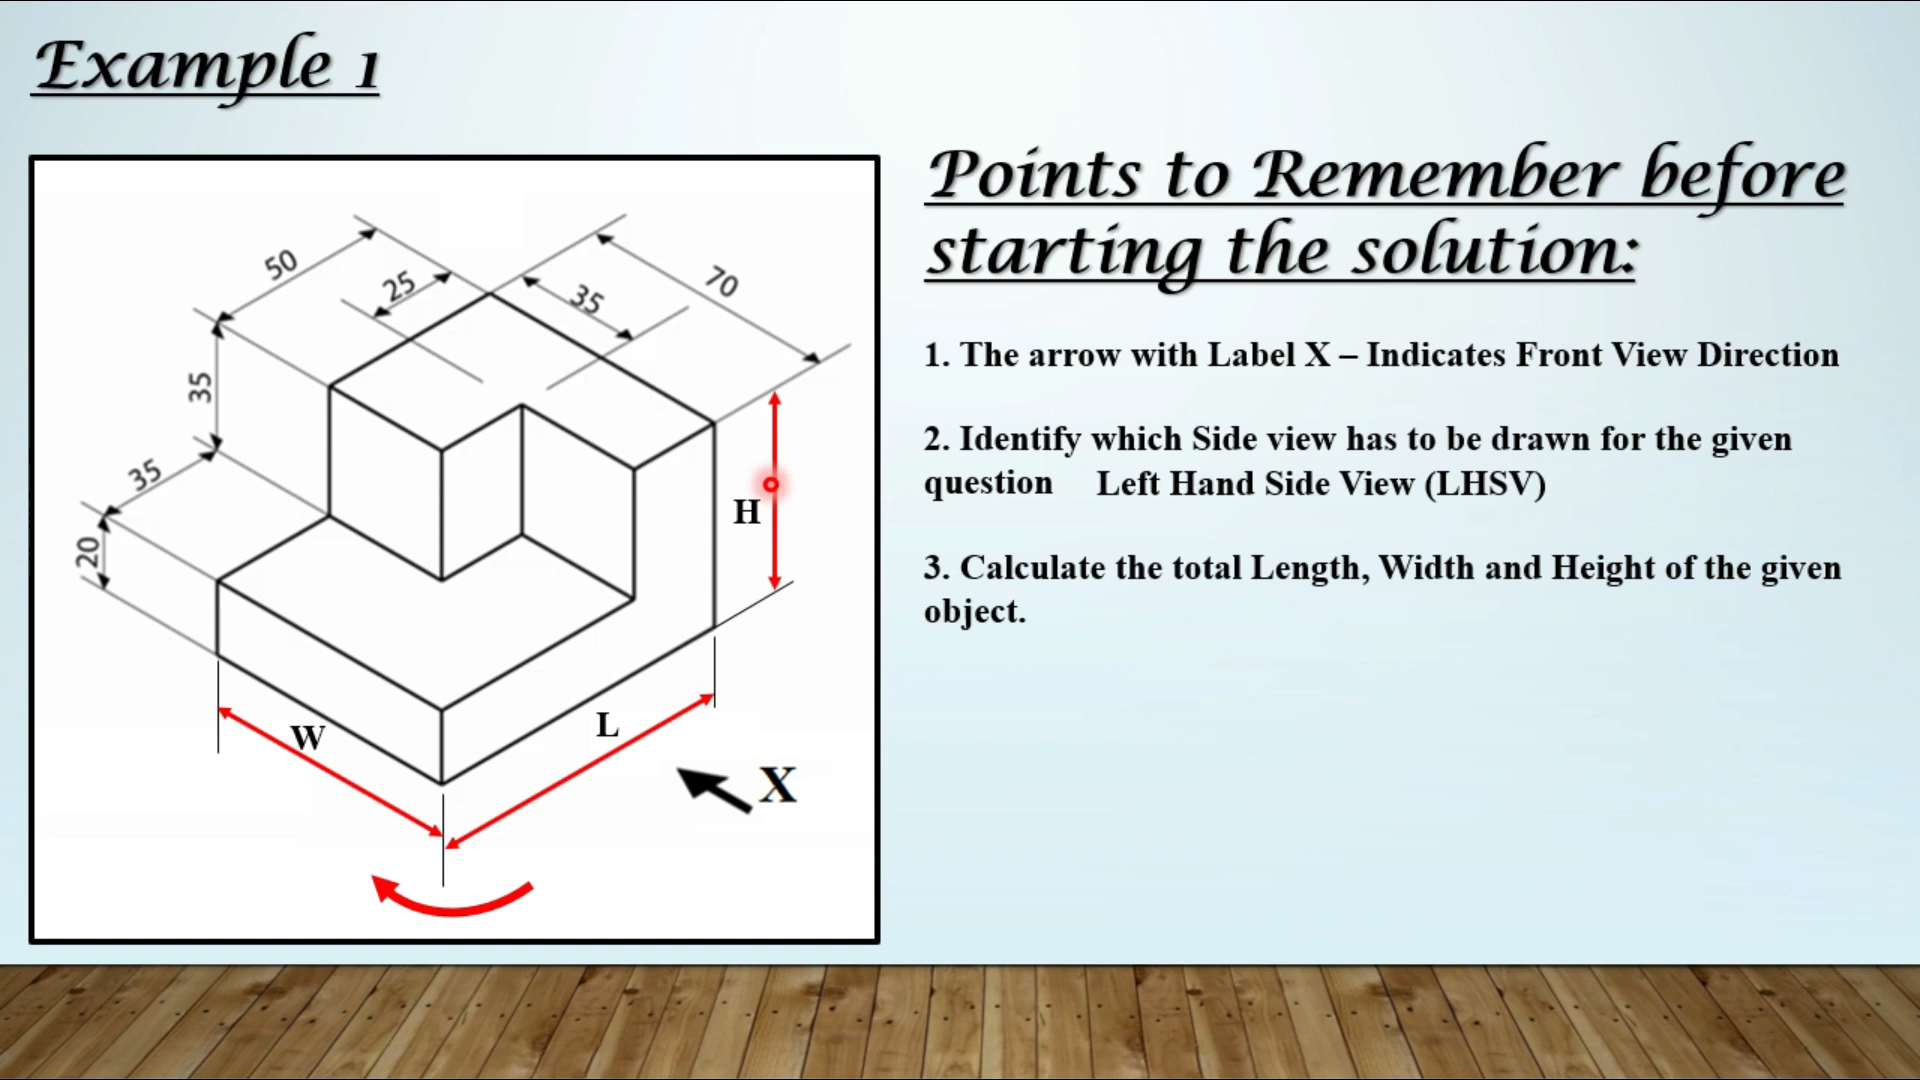 Example 1
Points to Remember before
starting the solution:
1. The arrow with Label X – Indicates Front View Direction
2. Identify which Side view has to be drawn for the given
question Left Hand Side View (LHSV)
3. Calculate the total Length, Width and Height of the given
object.
50
25
35
70
35
35
20
H
W
L
X